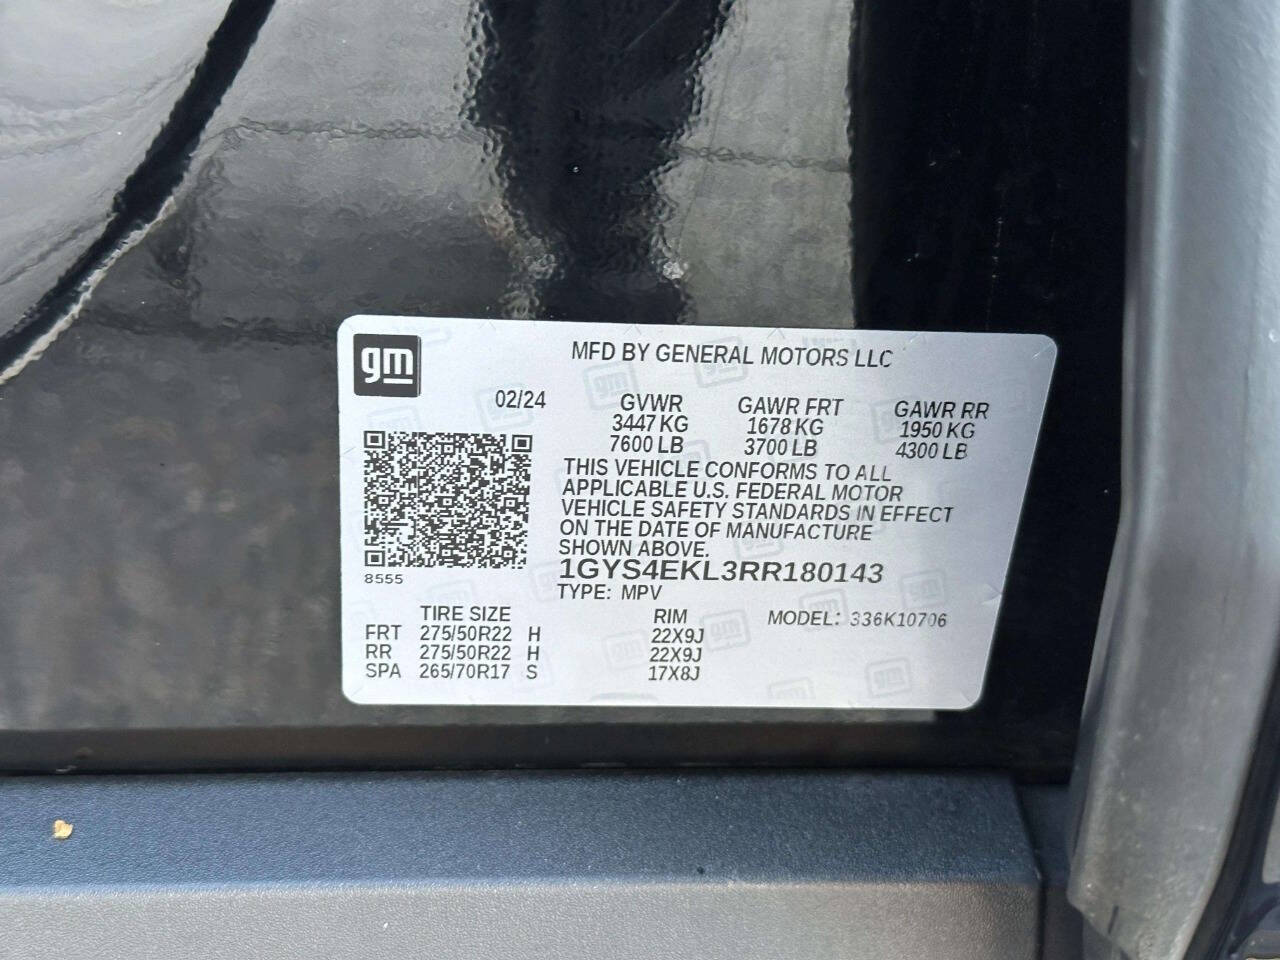 gm
MFD BY GENERAL MOTORS LLC
02/24
GVWR GAWR FRT GAWR RR
3447 KG 1678 KG 1950 KG
7600 LB 3700 LB 4300 LB
THIS VEHICLE CONFORMS TO ALL
APPLICABLE U.S. FEDERAL MOTOR
VEHICLE SAFETY STANDARDS IN EFFECT
ON THE DATE OF MANUFACTURE
SHOWN ABOVE.
1GYS4EKL3RR180143
8555
TYPE: MPV
TIRE SIZE RIM MODEL: 336K10706
FRT 275/50R22 H 22X9J
RR 275/50R22 H 22X9J
SPA 265/70R17 S 17X8J